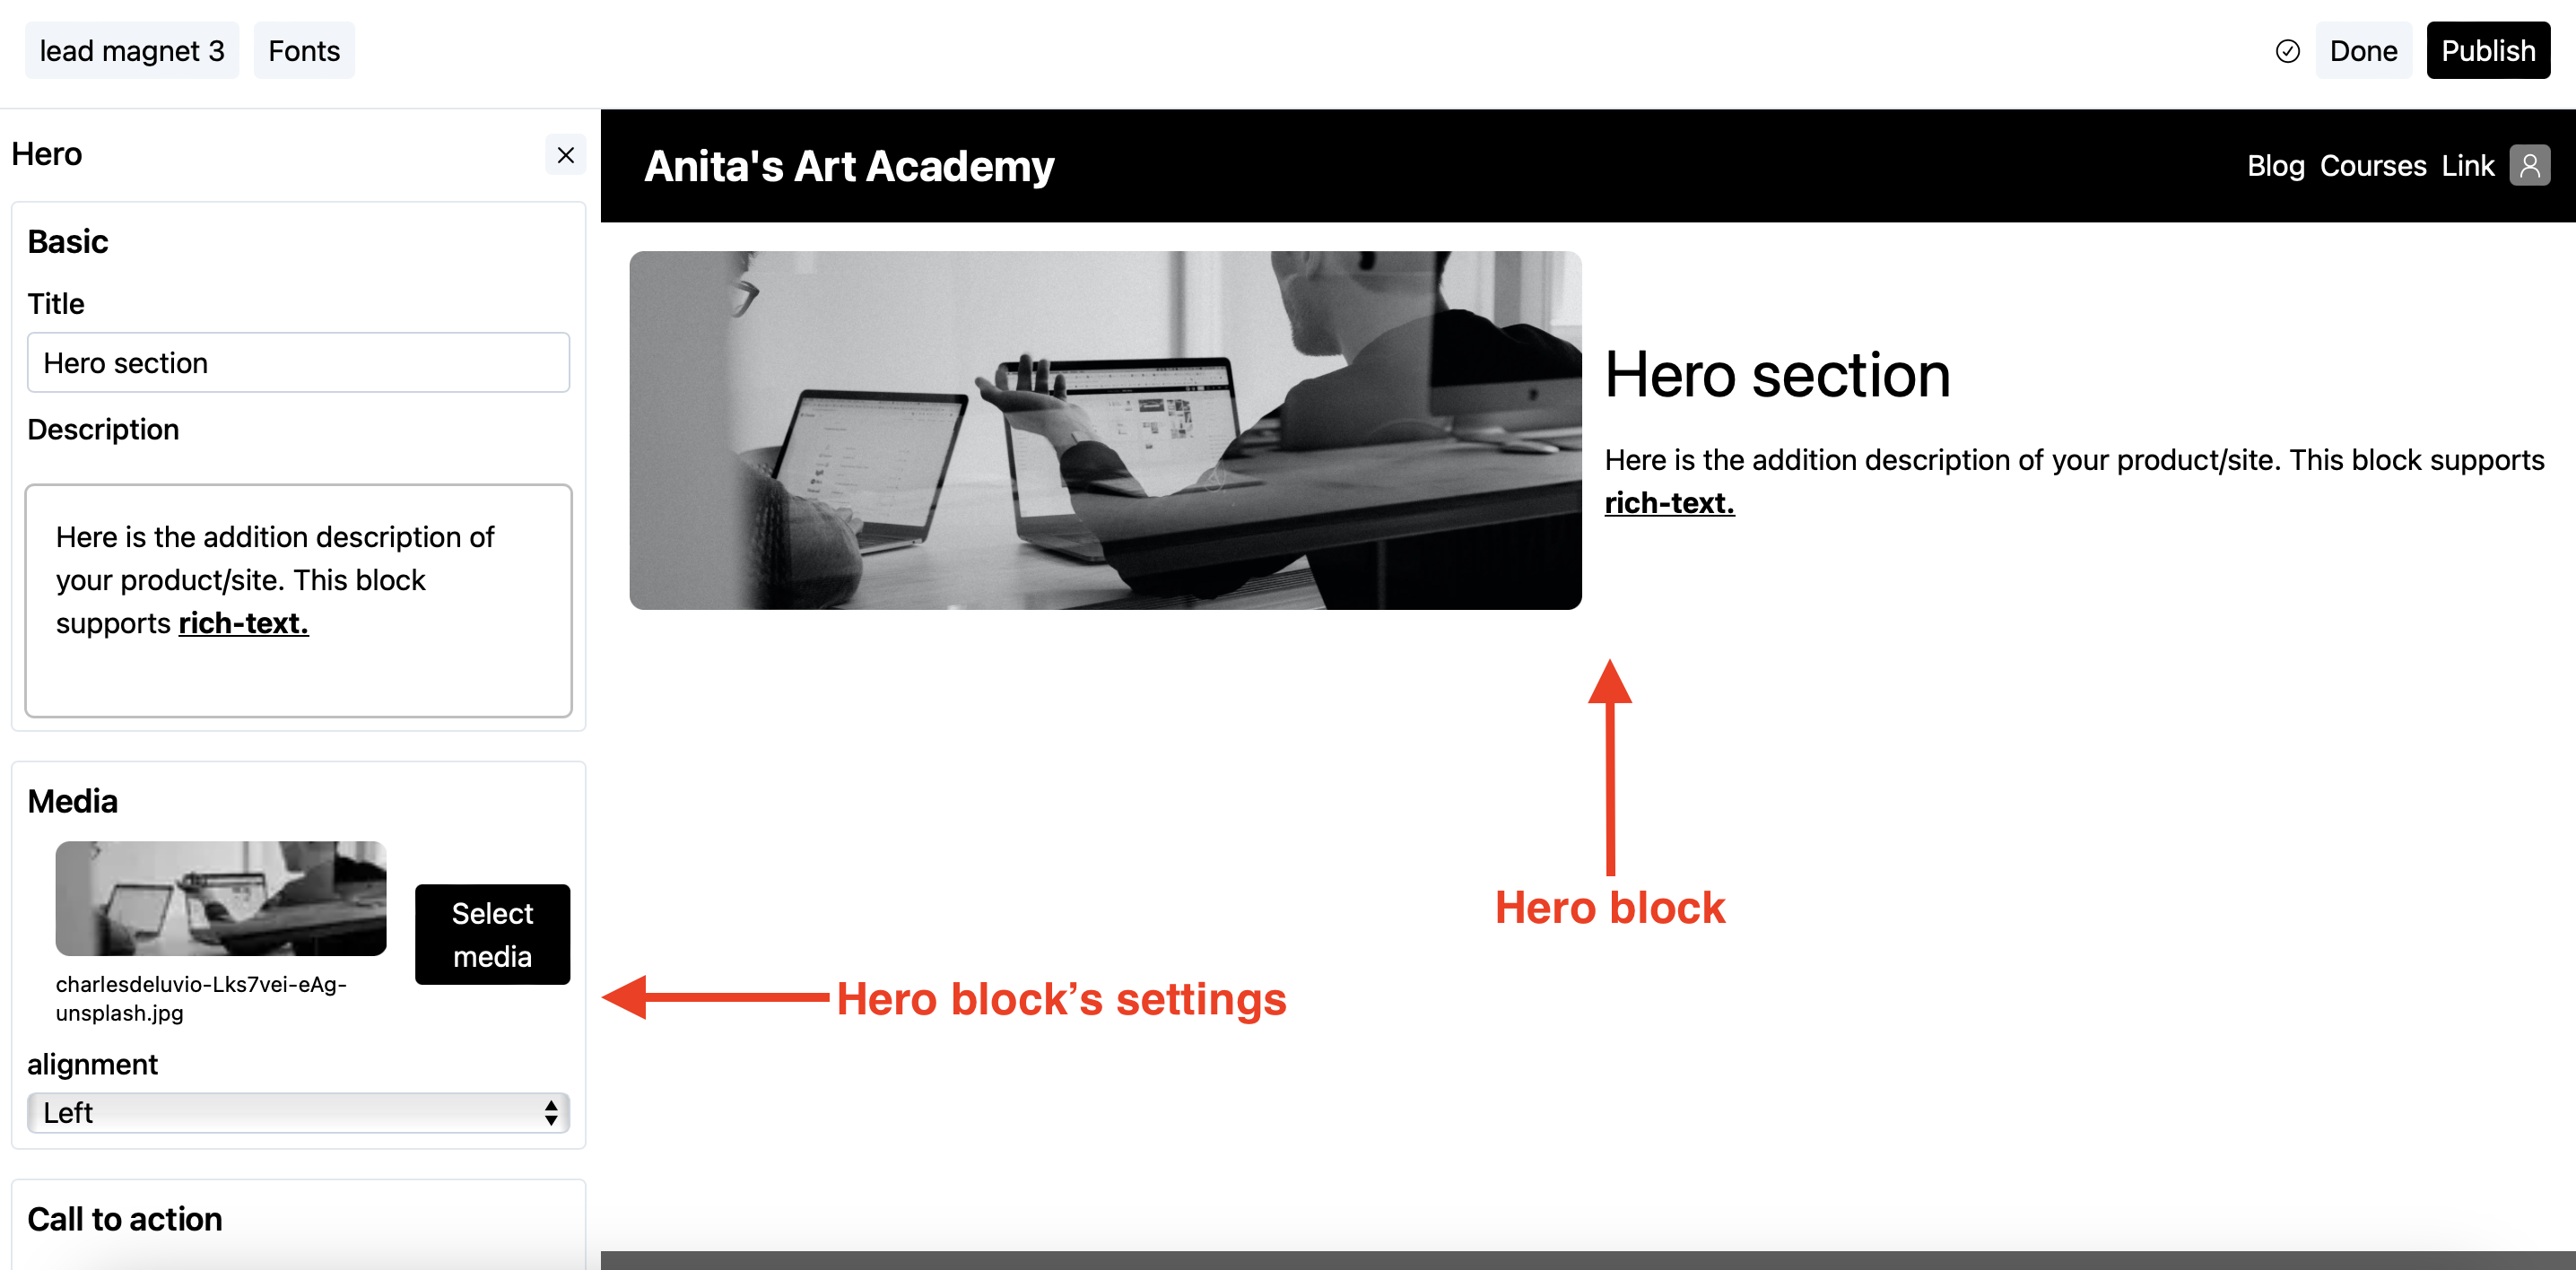 lead magnet 3 Fonts Done Publish
Hero
Basic
Title
Hero section
Description
Here is the addition description of
your product/site. This block
supports rich-text.
Media
Select
media
charlesdeluvio-Lks7vei-eAg-
unsplash.jpg
alignment
Left
Call to action
Anita's Art Academy
Blog Courses Link
Hero section
Here is the addition description of your product/site. This block supports
rich-text.
Hero block
Hero block’s settings